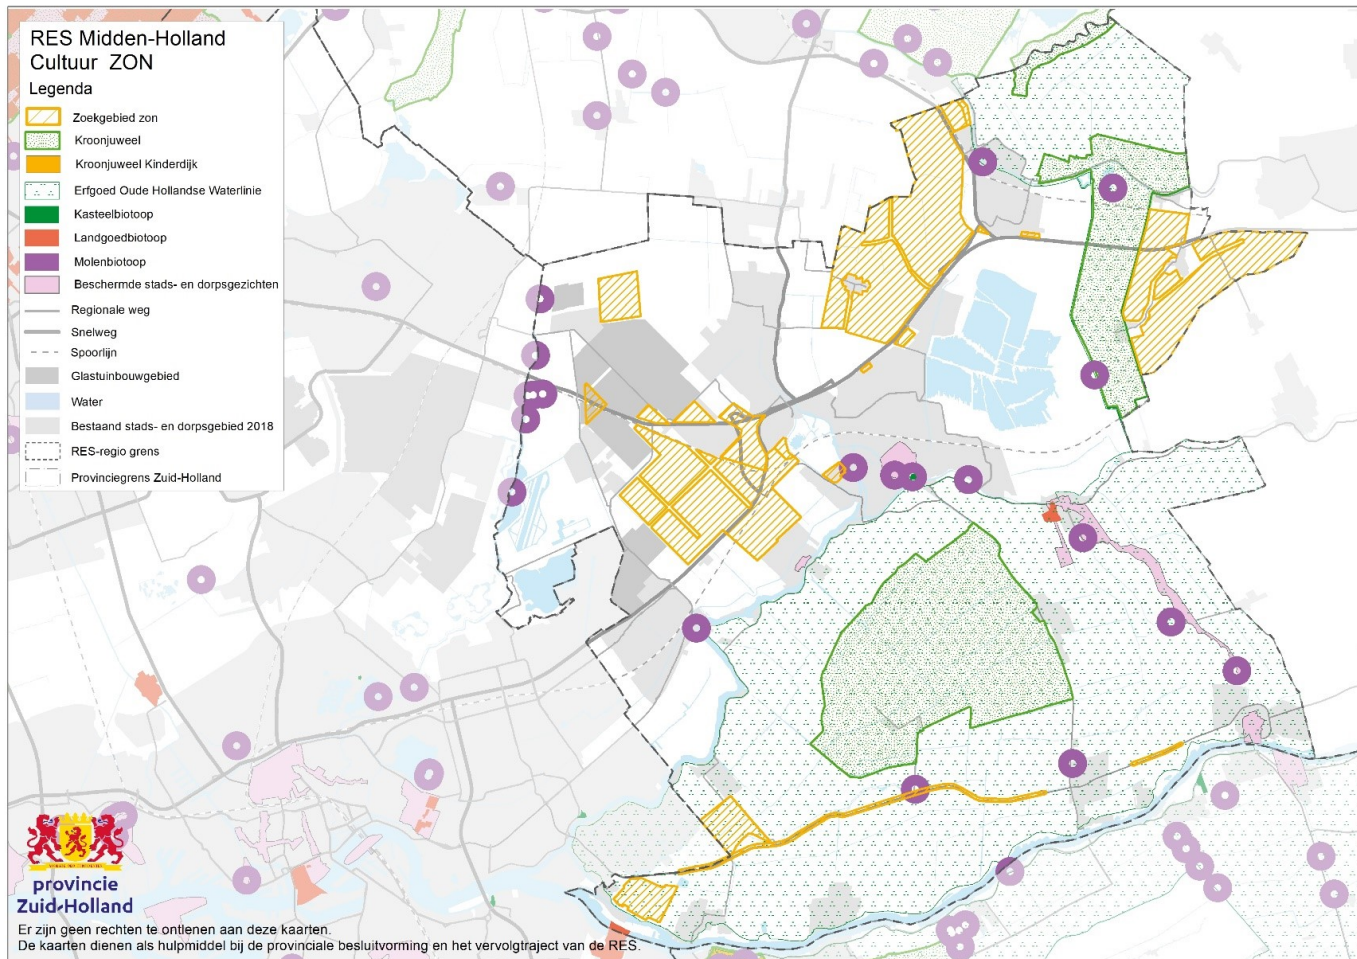 RES Midden-Holland
Cultuur ZON
Legenda
Zoekgebied zon
Kroonjuweel
Kroonjuweel Kinderdijk
Erfgoed Oude Hollandse Waterlinie
Kasteelbiotoop
Landgoedbiotoop
Molenbiotoop
Beschermde stads- en dorpsgezichten
Regionale weg
Snelweg
Spoorlijn
Glastuinbouwgebied
Water
Bestaand stads- en dorpsgebied 2018
RES-regio grens
Provinciegrens Zuid-Holland
provincie
Zuid-Holland
Er zijn geen rechten te ontlenen aan deze kaarten.
De kaarten dienen als hulpmiddel bij de provinciale besluitvorming en het vervolgtraject van de RES.